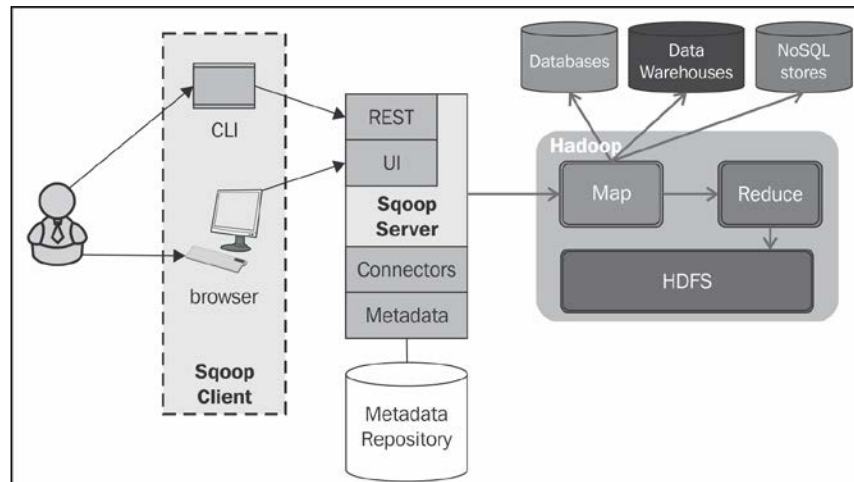 CLI
browser
Sqoop
Client
REST
UI
Sqoop
Server
Connectors
Metadata
Metadata
Repository
Databases
Data
Warehouses
NoSQL
stores
Hadoop
Map
Reduce
HDFS